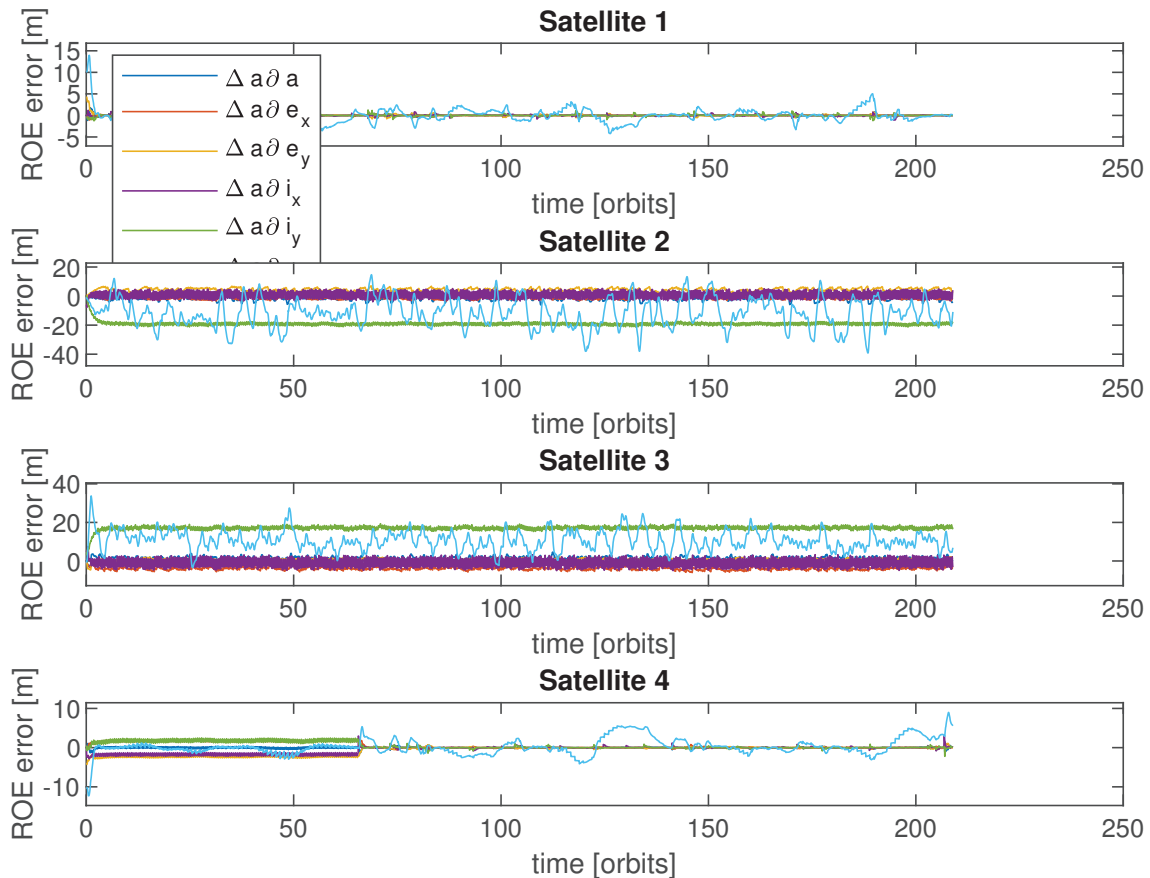 Satellite 1
ROE error [m]
15
10
5
0
-5
Δ a∂ a
Δ a∂ e_x
Δ a∂ e_y
Δ a∂ i_x
Δ a∂ i_y
0 50 100 150 200 250
time [orbits]
Satellite 2
ROE error [m]
20
0
-20
-40
0 50 100 150 200 250
time [orbits]
Satellite 3
ROE error [m]
40
20
0
0 50 100 150 200 250
time [orbits]
Satellite 4
ROE error [m]
10
0
-10
0 50 100 150 200 250
time [orbits]